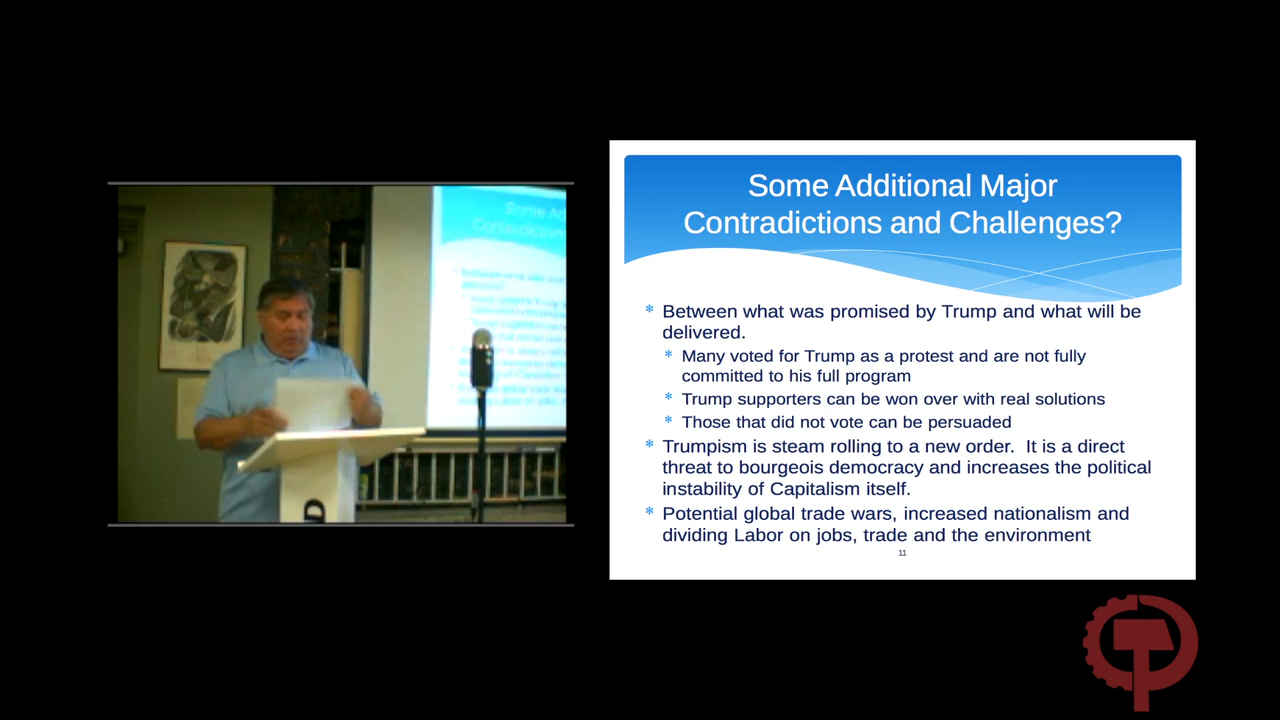 Some Additional Major
Contradictions and Challenges?
* Between what was promised by Trump and what will be
delivered.
* Many voted for Trump as a protest and are not fully
committed to his full program
* Trump supporters can be won over with real solutions
* Those that did not vote can be persuaded
* Trumpism is steam rolling to a new order.  It is a direct
threat to bourgeois democracy and increases the political
instability of Capitalism itself.
* Potential global trade wars, increased nationalism and
dividing Labor on jobs, trade and the environment
11